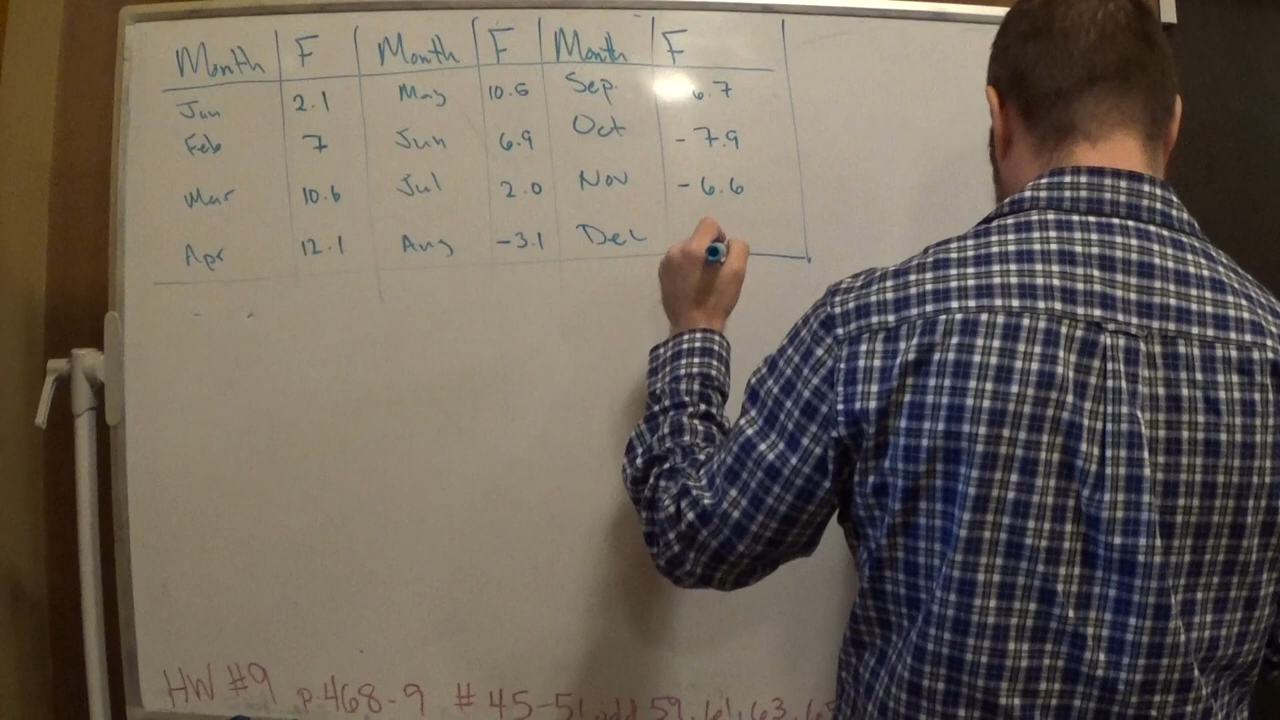 Month F Month F Month F
Jan 2.1 May 10.5 Sep. 6.7
Feb 7 Jun 6.9 Oct -7.9
Mar 10.6 Jul 2.0 Nov -6.6
Apr 12.1 Aug -3.1 Dec
HW #9 p.468-9 #45-51 odd 59, 61, 63,